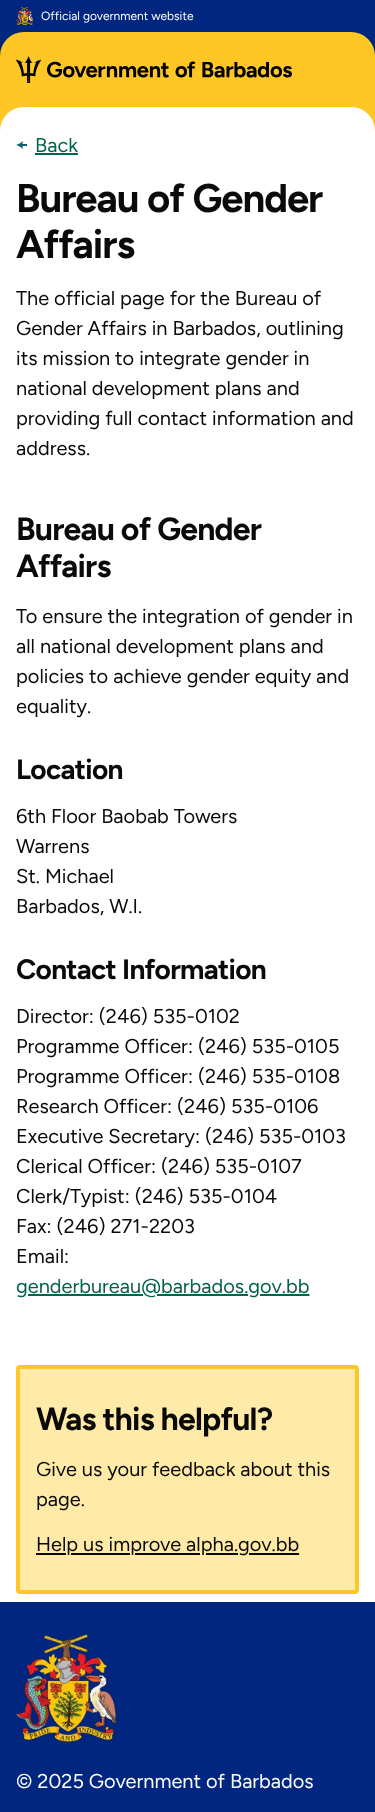 Official government website
Government of Barbados
Back
Bureau of Gender
Affairs
The official page for the Bureau of
Gender Affairs in Barbados, outlining
its mission to integrate gender in
national development plans and
providing full contact information and
address.
Bureau of Gender
Affairs
To ensure the integration of gender in
all national development plans and
policies to achieve gender equity and
equality.
Location
6th Floor Baobab Towers
Warrens
St. Michael
Barbados, W.I.
Contact Information
Director: (246) 535-0102
Programme Officer: (246) 535-0105
Programme Officer: (246) 535-0108
Research Officer: (246) 535-0106
Executive Secretary: (246) 535-0103
Clerical Officer: (246) 535-0107
Clerk/Typist: (246) 535-0104
Fax: (246) 271-2203
Email:
genderbureau@barbados.gov.bb
Was this helpful?
Give us your feedback about this
page.
Help us improve alpha.gov.bb
PRIDE AND INDUSTRY
© 2025 Government of Barbados